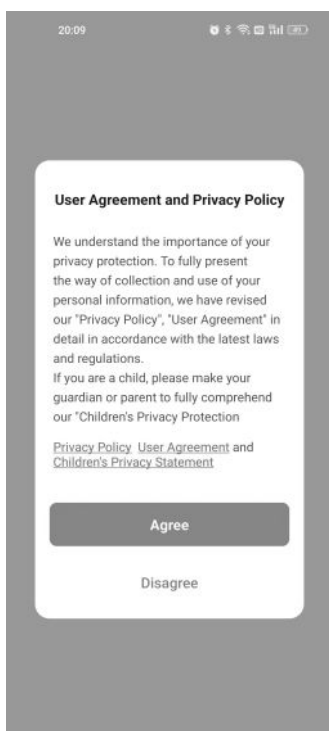 20:09
User Agreement and Privacy Policy
We understand the importance of your
privacy protection. To fully present
the way of collection and use of your
personal information, we have revised
our "Privacy Policy", "User Agreement" in
detail in accordance with the latest laws
and regulations.
If you are a child, please make your
guardian or parent to fully comprehend
our "Children's Privacy Protection
Privacy Policy User Agreement and
Children's Privacy Statement
Agree
Disagree